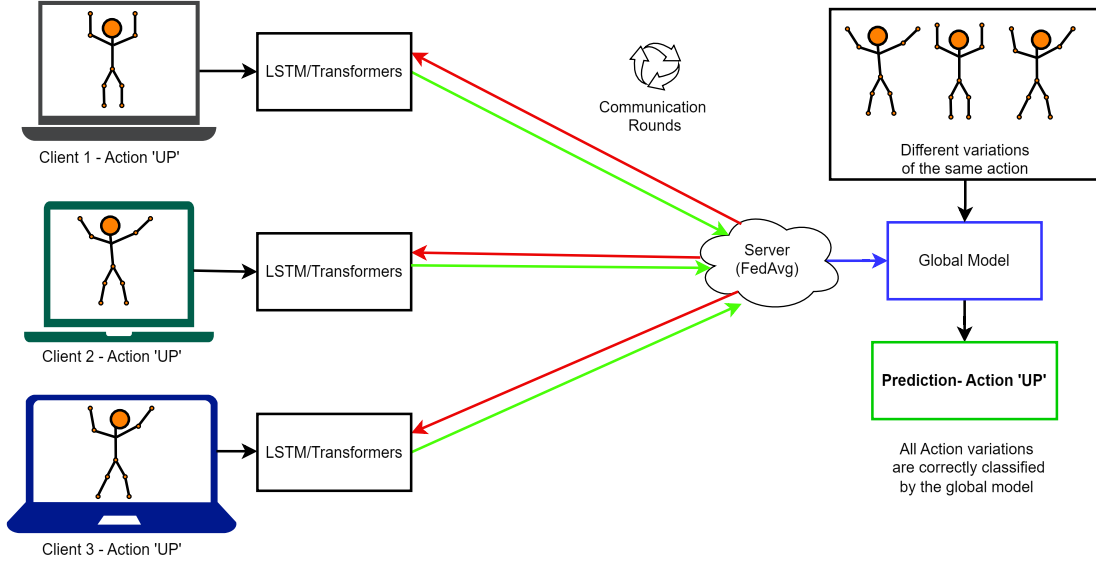 Client 1 - Action 'UP'
LSTM/Transformers
Communication
Rounds
Different variations
of the same action
Client 2 - Action 'UP'
LSTM/Transformers
Server
(FedAvg)
Global Model
Prediction- Action 'UP'
Client 3 - Action 'UP'
LSTM/Transformers
All Action variations
are correctly classified
by the global model